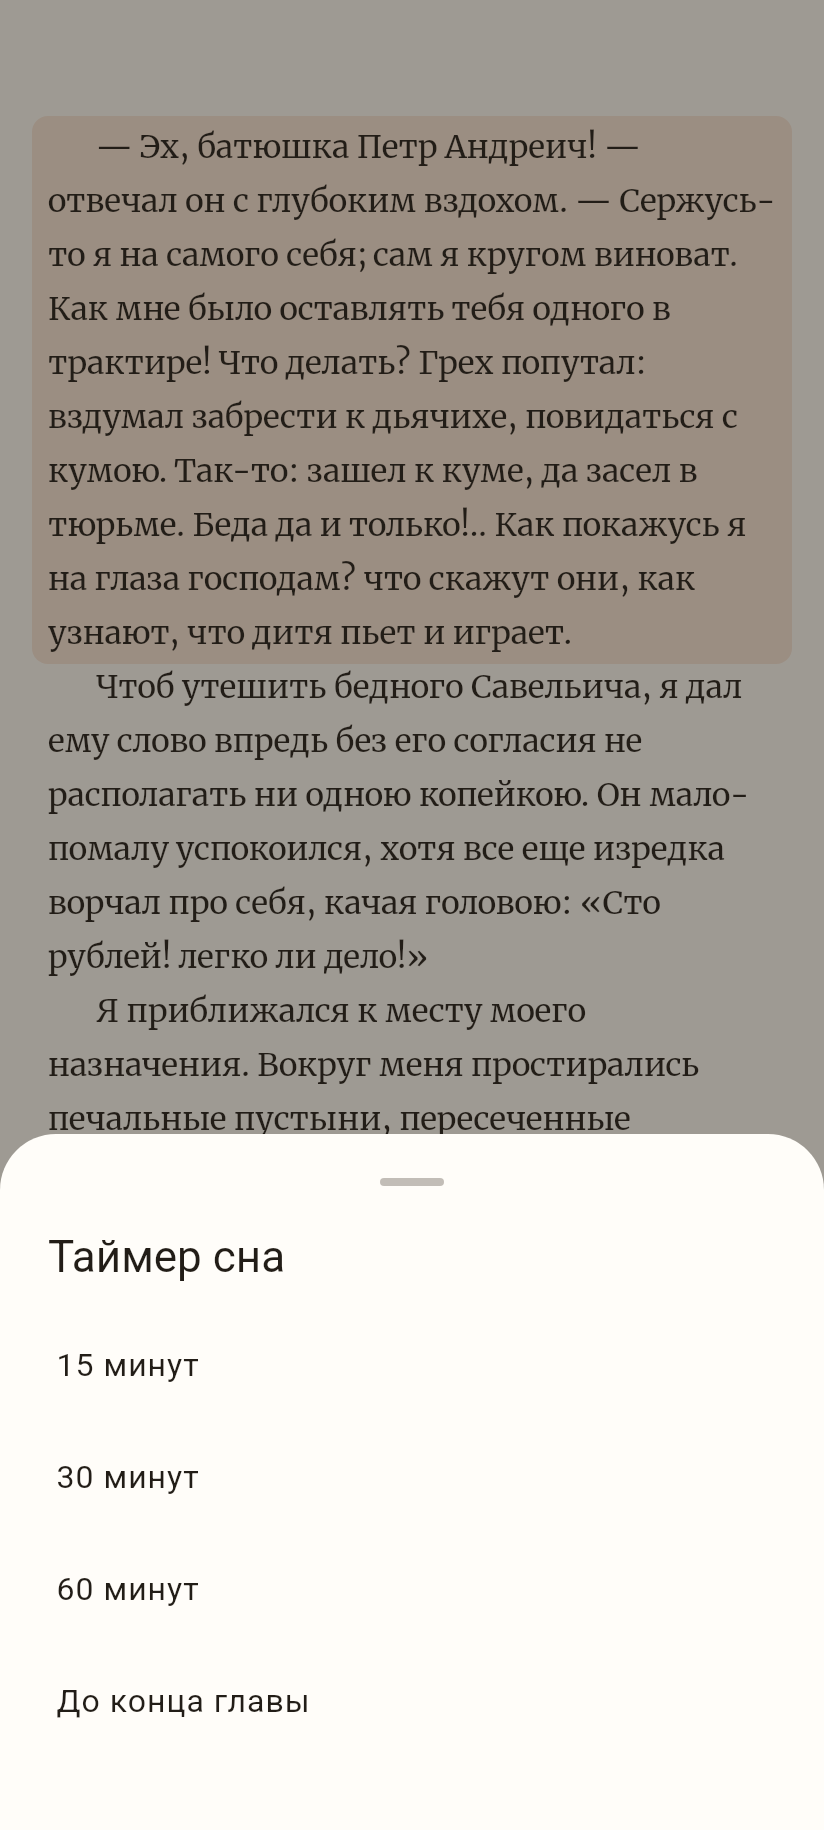 — Эх, батюшка Петр Андреич! —
отвечал он с глубоким вздохом. — Сержусь-
то я на самого себя; сам я кругом виноват.
Как мне было оставлять тебя одного в
трактире! Что делать? Грех попутал:
вздумал забрести к дьячихе, повидаться с
кумою. Так-то: зашел к куме, да засел в
тюрьме. Беда да и только!.. Как покажусь я
на глаза господам? что скажут они, как
узнают, что дитя пьет и играет.
Чтоб утешить бедного Савельича, я дал
ему слово впредь без его согласия не
располагать ни одною копейкою. Он мало-
помалу успокоился, хотя все еще изредка
ворчал про себя, качая головою: «Сто
рублей! легко ли дело!»
Я приближался к месту моего
назначения. Вокруг меня простирались
печальные пустыни, пересеченные
Таймер сна
15 минут
30 минут
60 минут
До конца главы